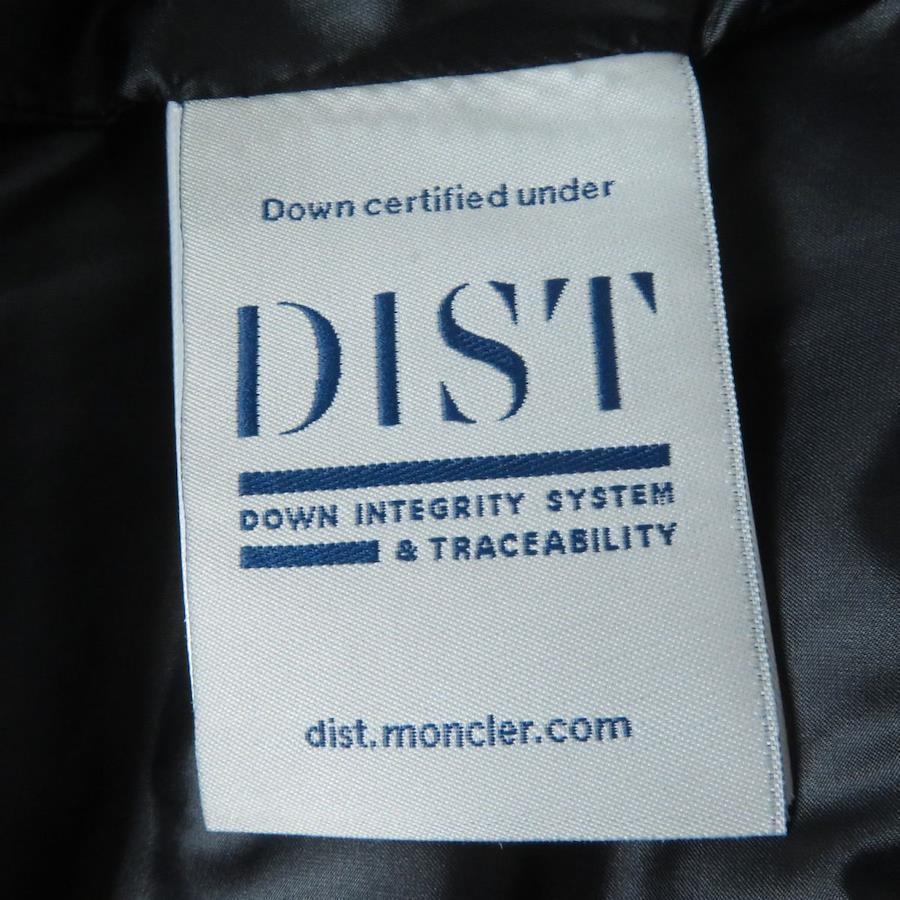 Down certified under
DIST
DOWN INTEGRITY SYSTEM
& TRACEABILITY
dist.moncler.com